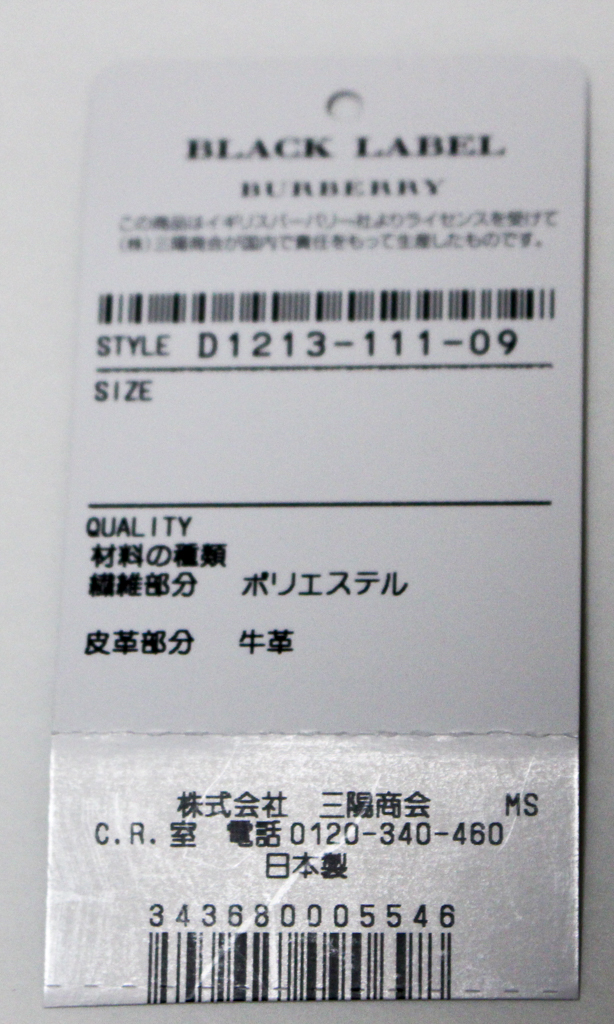 BLACK LABEL
BURBERRY
この商品はイギリスバーバリー社よりライセンスを受けて
(株)三陽商会が国内で責任をもって生産したものです。
STYLE D1213-111-09
SIZE
QUALITY
材料の種類
繊維部分 ポリエステル
皮革部分 牛革
株式会社 三陽商会 MS
C.R.室 電話0120-340-460
日本製
343680005546